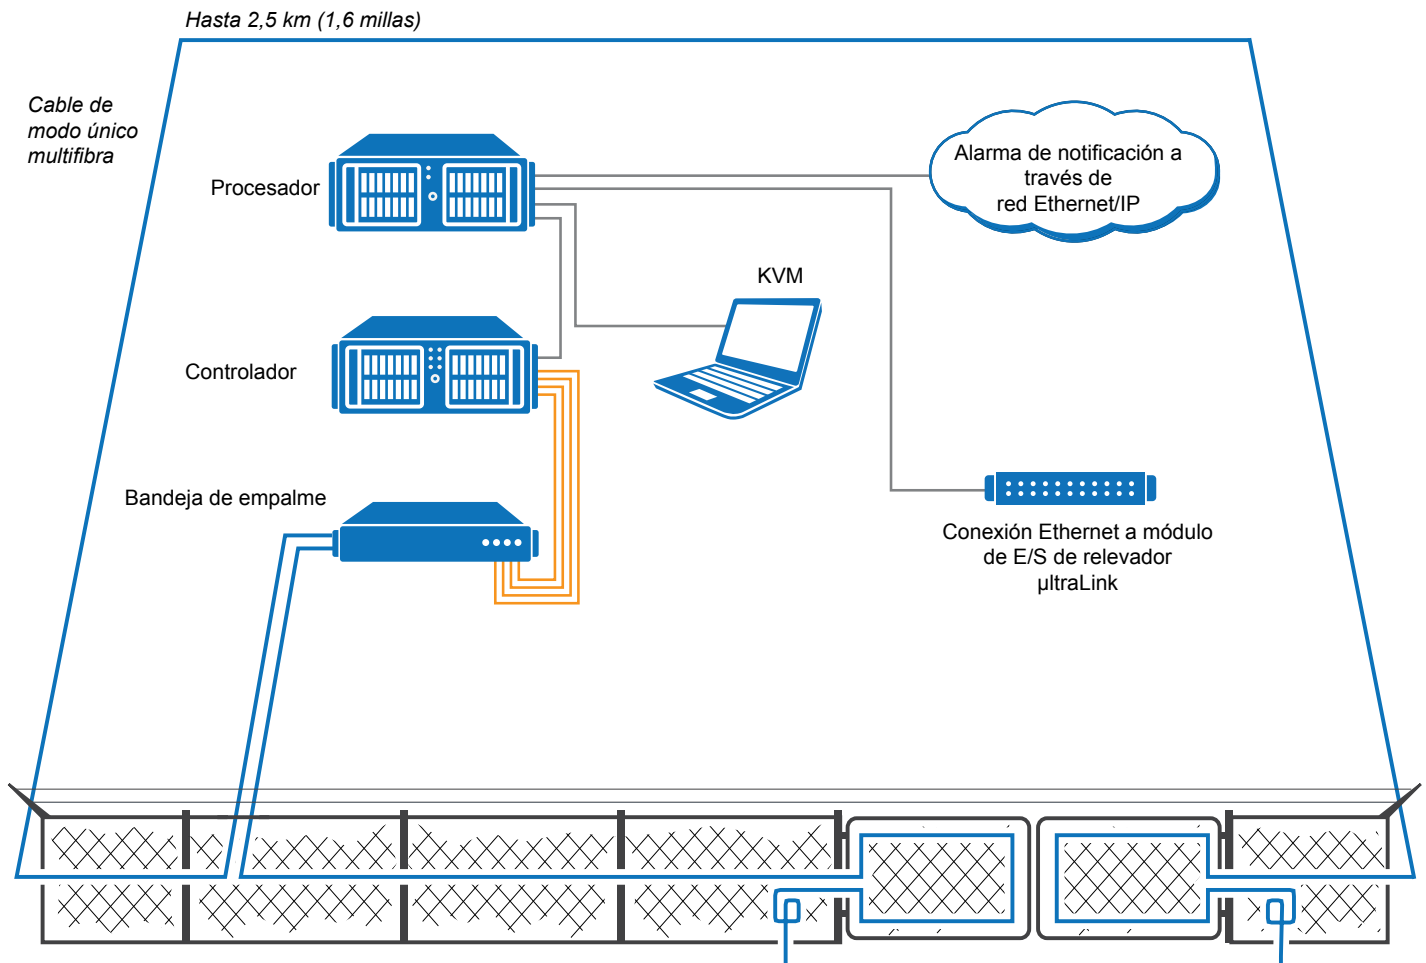 Hasta 2,5 km (1,6 millas)
Cable de
modo único
multifibra
Procesador
Alarma de notificación a
través de
red Ethernet/IP
KVM
Controlador
Bandeja de empalme
Conexión Ethernet a módulo
de E/S de relevador
µltraLink